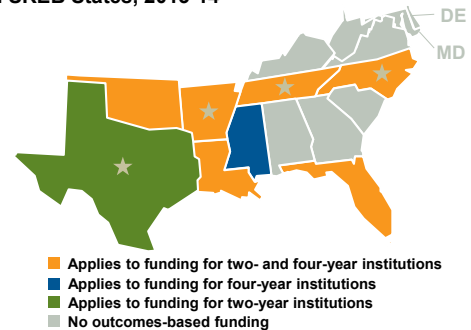 SREB States, 2013-14
DE
MD
Applies to funding for two- and four-year institutions
Applies to funding for four-year institutions
Applies to funding for two-year institutions
No outcomes-based funding